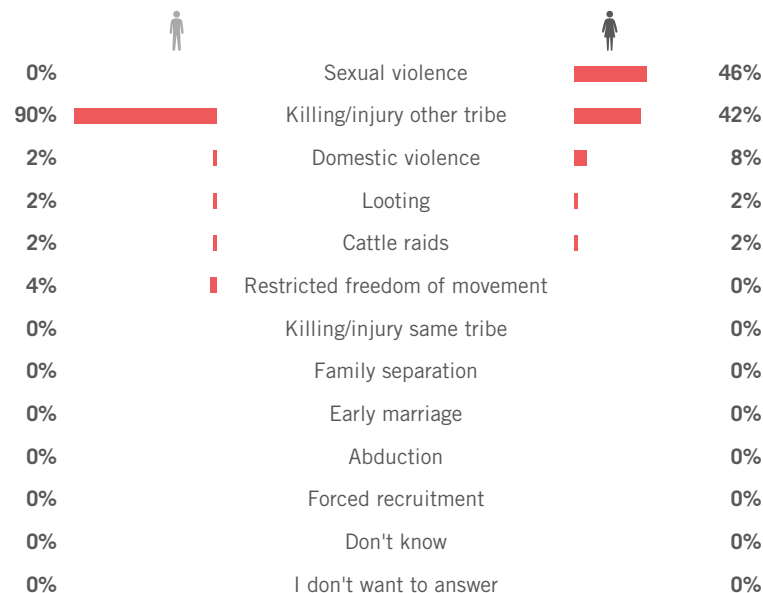 0% Sexual violence 46%
90% Killing/injury other tribe 42%
2% Domestic violence 8%
2% Looting 2%
2% Cattle raids 2%
4% Restricted freedom of movement 0%
0% Killing/injury same tribe 0%
0% Family separation 0%
0% Early marriage 0%
0% Abduction 0%
0% Forced recruitment 0%
0% Don't know 0%
0% I don't want to answer 0%